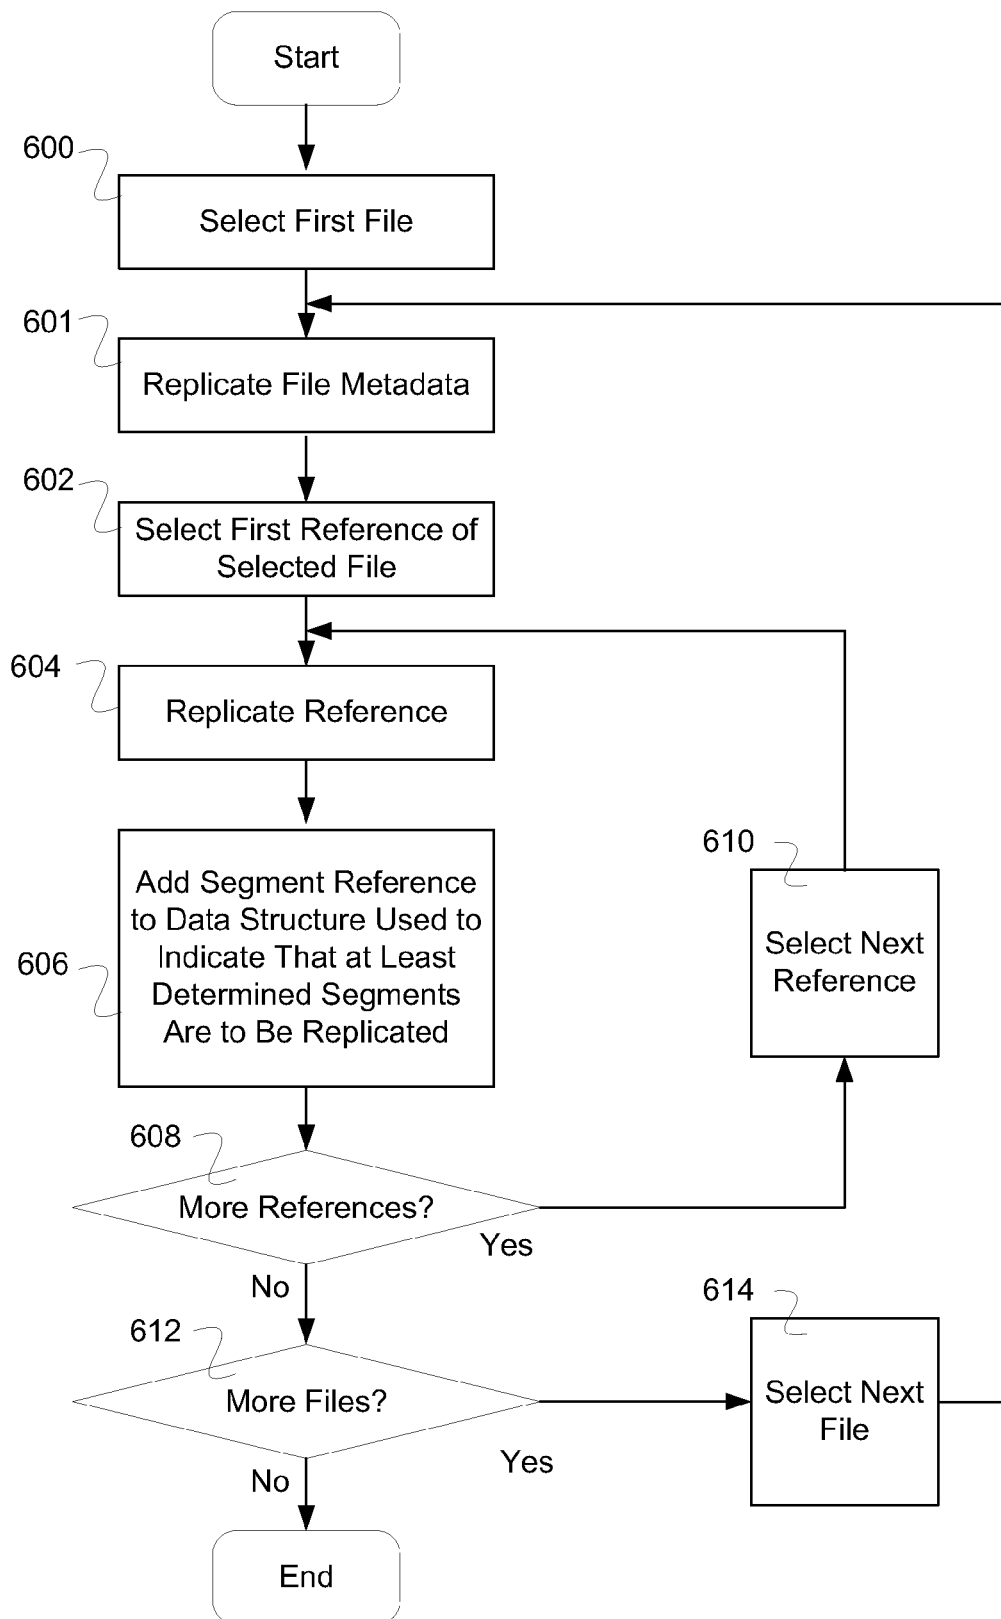 Start
600
Select First File
601
Replicate File Metadata
602
Select First Reference of
Selected File
604
Replicate Reference
606
Add Segment Reference
to Data Structure Used to
Indicate That at Least
Determined Segments
Are to Be Replicated
610
Select Next
Reference
608
More References?
Yes
No
612
More Files?
Yes
No
614
Select Next
File
End